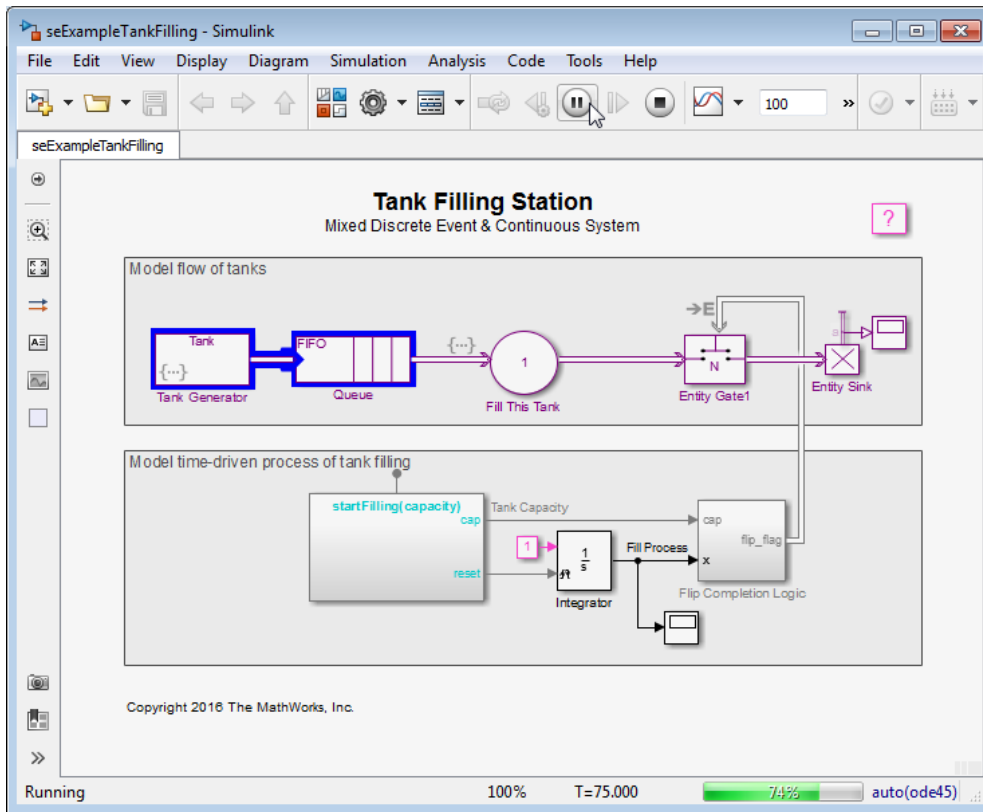 seExampleTankFilling - Simulink
File Edit View Display Diagram Simulation Analysis Code Tools Help
100
seExampleTankFilling
Tank Filling Station
Mixed Discrete Event & Continuous System
?
Model flow of tanks
E
Tank
{...}
Tank Generator
FIFO
Queue
{...}
1
Fill This Tank
N
Entity Gate1
a
Entity Sink
Model time-driven process of tank filling
startFilling(capacity)
cap
reset
Tank Capacity
1
1
s
Integrator
Fill Process
cap
x
flip_flag
Flip Completion Logic
Copyright 2016 The MathWorks, Inc.
Running 100% T=75.000 74% auto(ode45)